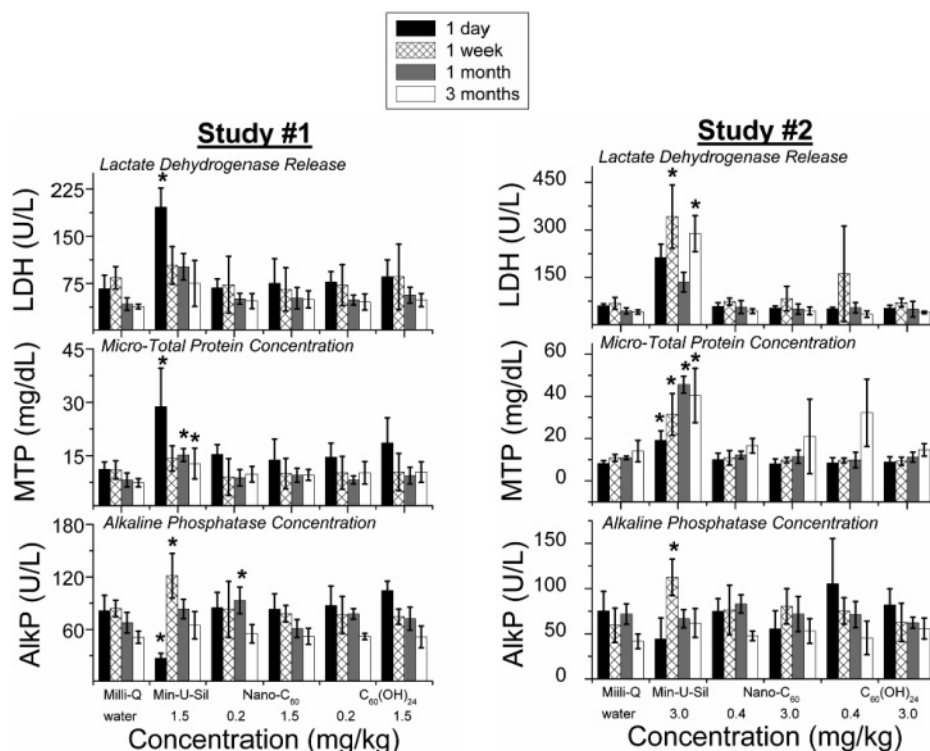 1 day
1 week
1 month
3 months
Study #1
Lactate Dehydrogenase Release
LDH (U/L)
225
150
75
*
Micro-Total Protein Concentration
MTP (mg/dL)
45
30
15
*
* *
Alkaline Phosphatase Concentration
AlkP (U/L)
180
120
60
*
*
*
Milli-Q Min-U-Sil Nano-C60 C60(OH)24
water 1.5 0.2 1.5 0.2 1.5
Concentration (mg/kg)
Study #2
Lactate Dehydrogenase Release
LDH (U/L)
450
300
150
*
*
Micro-Total Protein Concentration
MTP (mg/dL)
60
40
20
0
* * * *
Alkaline Phosphatase Concentration
AlkP (U/L)
150
100
50
0
*
Miili-Q Min-U-Sil Nano-C60 C60(OH)24
water 3.0 0.4 3.0 0.4 3.0
Concentration (mg/kg)